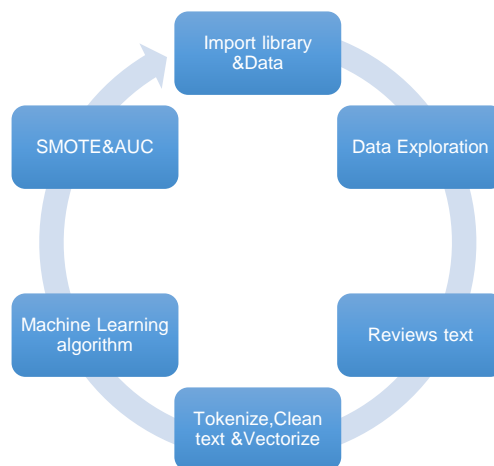 Import library
&Data
Data Exploration
Reviews text
Tokenize,Clean
text &Vectorize
Machine Learning
algorithm
SMOTE&AUC